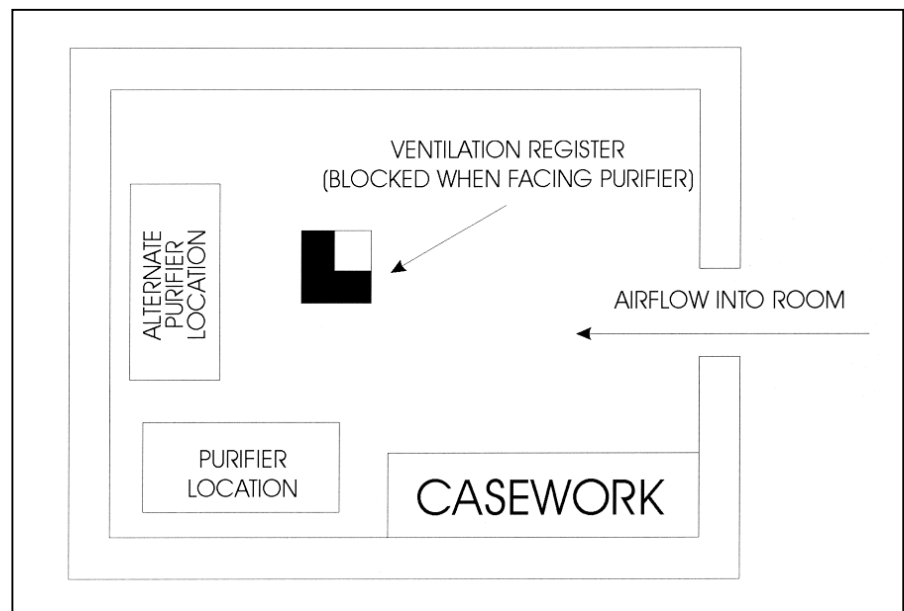 VENTILATION REGISTER
(BLOCKED WHEN FACING PURIFIER)
ALTERNATE
PURIFIER
LOCATION
AIRFLOW INTO ROOM
PURIFIER
LOCATION
CASEWORK